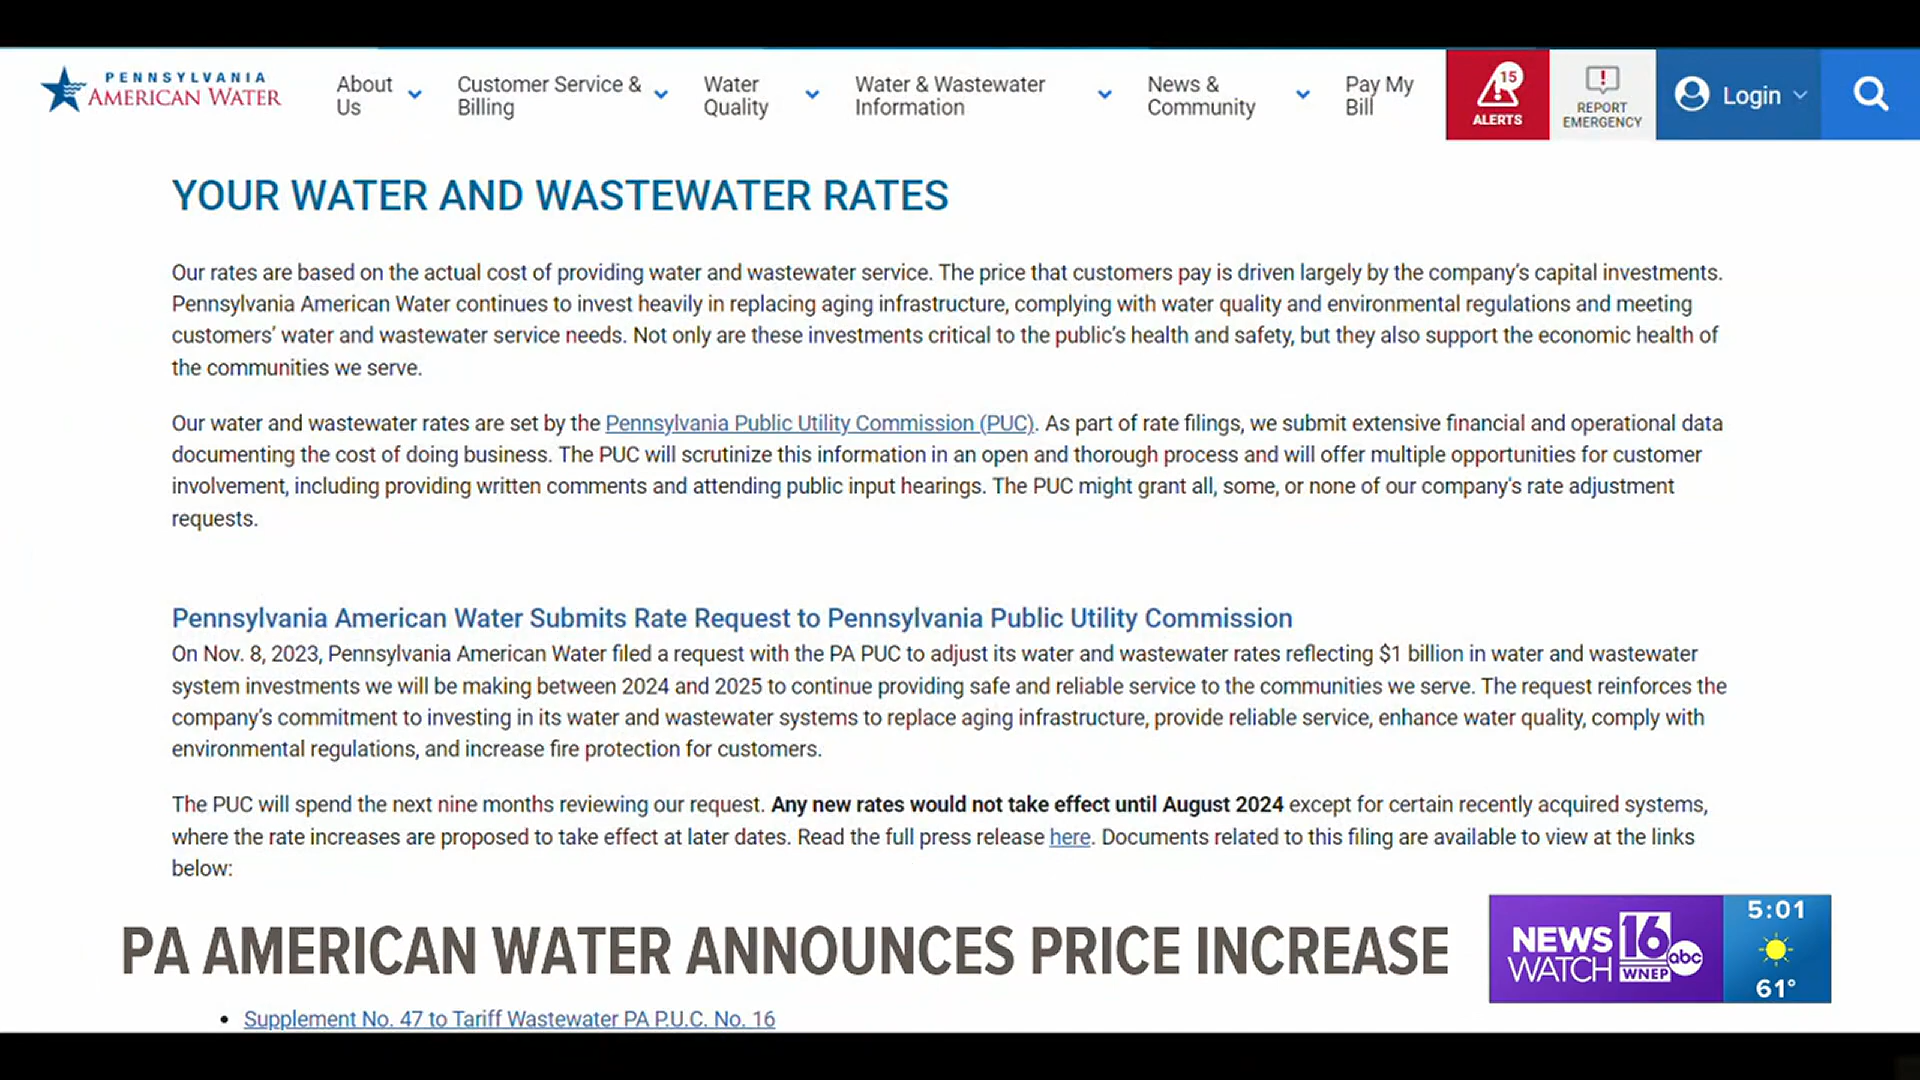 PENNSYLVANIA
AMERICAN WATER
About
Us
Customer Service &
Billing
Water
Quality
Water & Wastewater
Information
News &
Community
Pay My
Bill
15
ALERTS
REPORT
EMERGENCY
Login
YOUR WATER AND WASTEWATER RATES
Our rates are based on the actual cost of providing water and wastewater service. The price that customers pay is driven largely by the company's capital investments.
Pennsylvania American Water continues to invest heavily in replacing aging infrastructure, complying with water quality and environmental regulations and meeting
customers' water and wastewater service needs. Not only are these investments critical to the public's health and safety, but they also support the economic health of
the communities we serve.
Our water and wastewater rates are set by the Pennsylvania Public Utility Commission (PUC). As part of rate filings, we submit extensive financial and operational data
documenting the cost of doing business. The PUC will scrutinize this information in an open and thorough process and will offer multiple opportunities for customer
involvement, including providing written comments and attending public input hearings. The PUC might grant all, some, or none of our company's rate adjustment
requests.
Pennsylvania American Water Submits Rate Request to Pennsylvania Public Utility Commission
On Nov. 8, 2023, Pennsylvania American Water filed a request with the PA PUC to adjust its water and wastewater rates reflecting $1 billion in water and wastewater
system investments we will be making between 2024 and 2025 to continue providing safe and reliable service to the communities we serve. The request reinforces the
company's commitment to investing in its water and wastewater systems to replace aging infrastructure, provide reliable service, enhance water quality, comply with
environmental regulations, and increase fire protection for customers.
The PUC will spend the next nine months reviewing our request. Any new rates would not take effect until August 2024 except for certain recently acquired systems,
where the rate increases are proposed to take effect at later dates. Read the full press release here. Documents related to this filing are available to view at the links
below:
PA AMERICAN WATER ANNOUNCES PRICE INCREASE
NEWS
WATCH
16
WNEP
abc
5:01
61°
• Supplement No. 47 to Tariff Wastewater PA P.U.C. No. 16